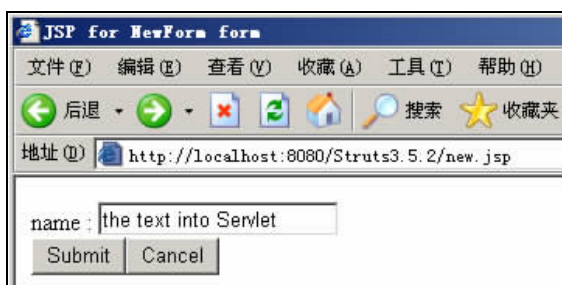 JSP for NewForm form
文件(F) 编辑(E) 查看(V) 收藏(A) 工具(T) 帮助(H)
后退 搜索 收藏夹
地址(D) http://localhost:8080/Struts3.5.2/new.jsp
name : the text into Servlet
Submit Cancel